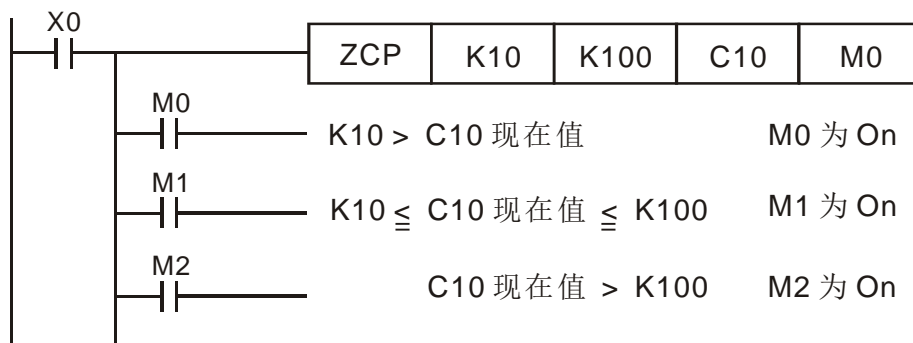 X0
ZCP K10 K100 C10 M0
M0
K10 > C10 现在值 M0 为 On
M1
K10 ≦ C10 现在值 ≦ K100 M1 为 On
M2
C10 现在值 > K100 M2 为 On